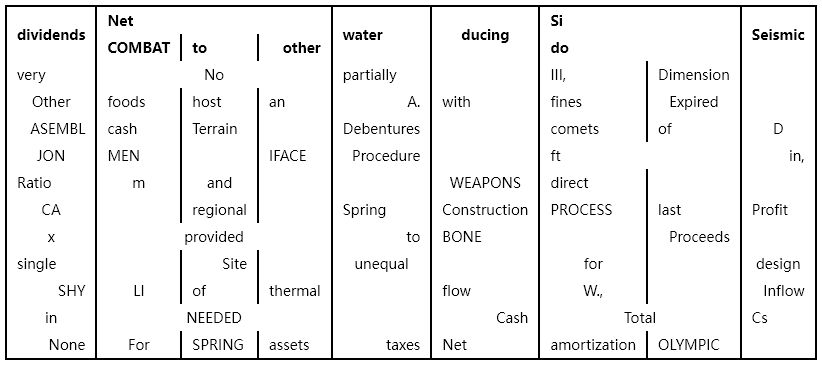 dividends Net water ducing Si Seismic
COMBAT to other do
very No partially III, Dimension
Other foods host an A. with fines Expired
ASEMBL cash Terrain Debentures comets of D
JON MEN IFACE Procedure ft in,
Ratio m and WEAPONS direct
CA regional Spring Construction PROCESS last Profit
x provided to BONE Proceeds
single Site unequal for design
SHY LI of thermal flow W., Inflow
in NEEDED Cash Total Cs
None For SPRING assets taxes Net amortization OLYMPIC